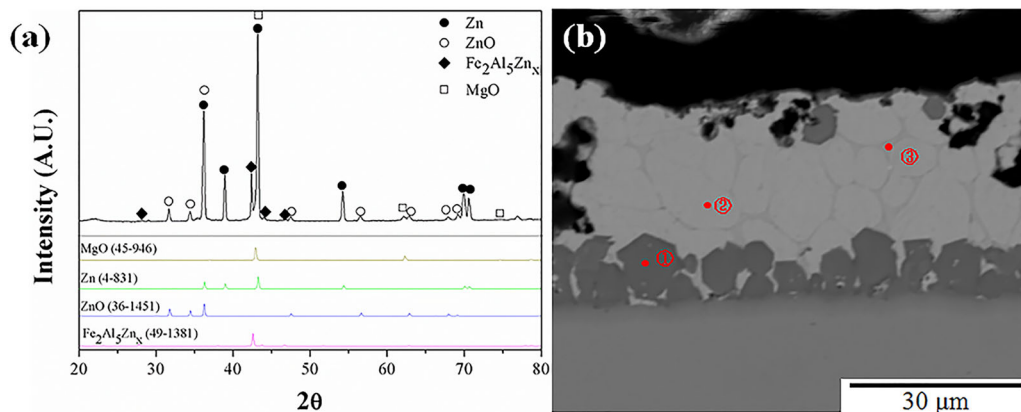 (a)
Zn
ZnO
Fe₂Al₅Znₓ
MgO
Intensity (A.U.)
MgO (45-946)
Zn (4-831)
ZnO (36-1451)
Fe₂Al₅Znₓ (49-1381)
20 30 40 50 60 70 80
2θ
(b)
③
②
①
30 μm